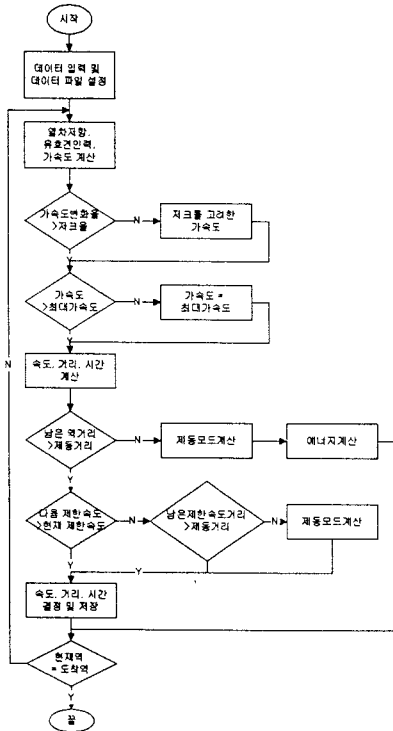 시작
데이터 입력 및
데이터 파일 설정
열차저항,
유효견인력,
가속도 계산
가속도변화율
>저크율
N
저크를 고려한
가속도
Y
가속도
>최대가속도
N
가속도 =
최대가속도
Y
속도, 거리, 시간
계산
N
남은 역거리
>제동거리
N
제동모드계산
에너지계산
Y
다음 제한속도
>현재 제한속도
N
남은제한속도거리
>제동거리
N
제동모드계산
Y
Y
속도, 거리, 시간
결정 및 저장
현재역
= 도착역
Y
끝